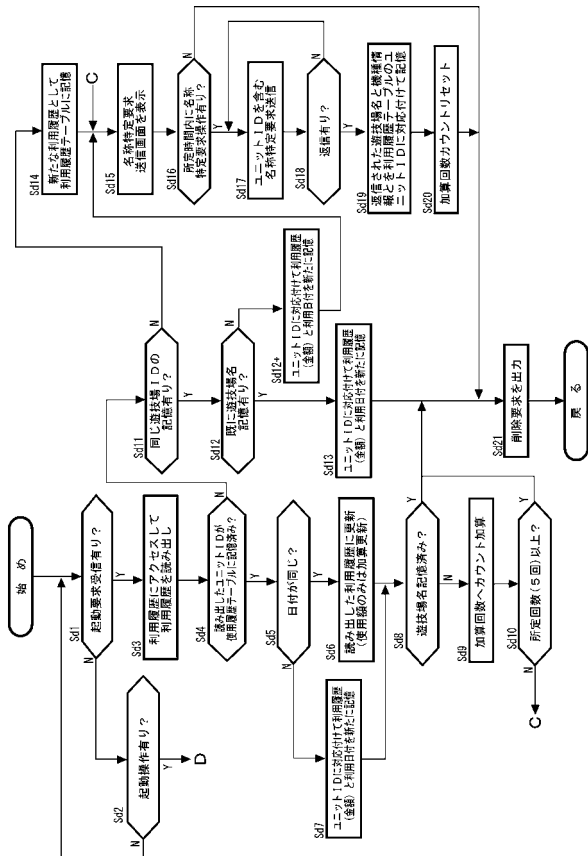 始め
Sd1
起動要求受信有り？
N
Y
Sd2
起動操作有り？
N
Y
D
Sd3
利用履歴にアクセスして
利用履歴を読み出し
Sd4
読み出したユニットIDが
使用履歴テーブルに記憶済み？
N
Y
Sd5
日付が同じ？
N
Y
Sd6
読み出した利用履歴に更新
(使用額のみは加算更新)
Sd7
ユニットIDに対応付けて利用履歴
(金額)と利用日付を新たに記憶
Sd8
遊技場名記憶済み？
Y
N
Sd9
加算回数へカウント加算
Sd10
所定回数(5回)以上？
Y
N
C
Sd11
同じ遊技場IDの
記憶有り？
N
Y
Sd12
既に遊技場名
記憶有り？
N
Y
Sd12+
ユニットIDに対応付けて利用履歴
(金額)と利用日付を新たに記憶
Sd13
ユニットIDに対応付けて利用履歴
(金額)と利用日付を新たに記憶
Sd14
新たな利用履歴として
利用履歴テーブルに記憶
C
Sd15
名称特定要求
送信画面を表示
Sd16
所定時間内に名称
特定要求操作有り？
N
Y
Sd17
ユニットIDを含む
名称特定要求送信
Sd18
返信有り？
N
Y
Sd19
返信された遊技場名と機種情
報とを利用履歴テーブルのユ
ニットIDに対応付けて記憶
Sd20
加算回数カウントリセット
Sd21
削除要求を出力
戻る